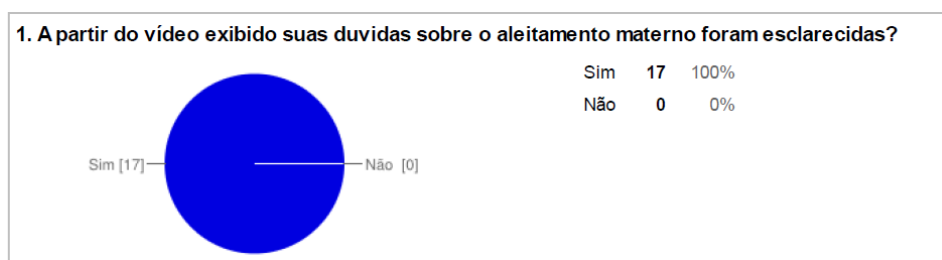 1. A partir do vídeo exibido suas duvidas sobre o aleitamento materno foram esclarecidas?
Sim 17 100%
Não 0 0%
Sim [17]
Não [0]